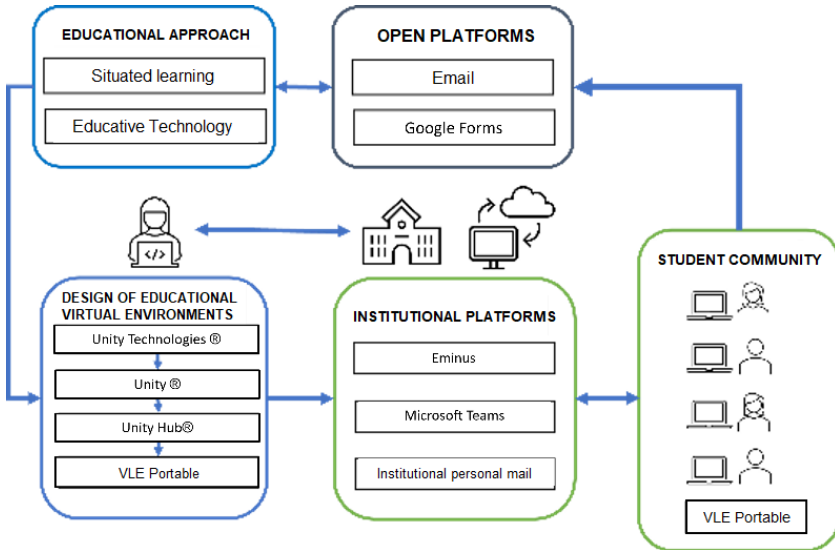 EDUCATIONAL APPROACH
Situated learning
Educative Technology
OPEN PLATFORMS
Email
Google Forms
</>
DESIGN OF EDUCATIONAL
VIRTUAL ENVIRONMENTS
Unity Technologies ®
Unity ®
Unity Hub®
VLE Portable
INSTITUTIONAL PLATFORMS
Eminus
Microsoft Teams
Institutional personal mail
STUDENT COMMUNITY
VLE Portable